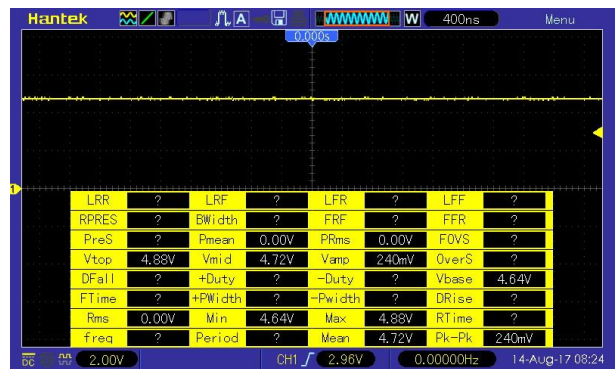 Hantek A W 400ns Menu
0.000s
1
LRR ? LRF ? LFR ? LFF ?
RPRES ? BWidth ? FRF ? FFR ?
PreS ? Pmean 0.00V PRms 0.00V FOVS ?
Vtop 4.88V Vmid 4.72V Vamp 240mV OverS ?
DFall ? +Duty ? -Duty ? Vbase 4.64V
FTime ? +PWidth ? -Pwidth ? DRise ?
Rms 0.00V Min 4.64V Max 4.88V RTime ?
freq ? Period ? Mean 4.72V Pk-Pk 240mV
DC 2.00V CH1 2.96V 0.00000Hz 14-Aug-17 08:24